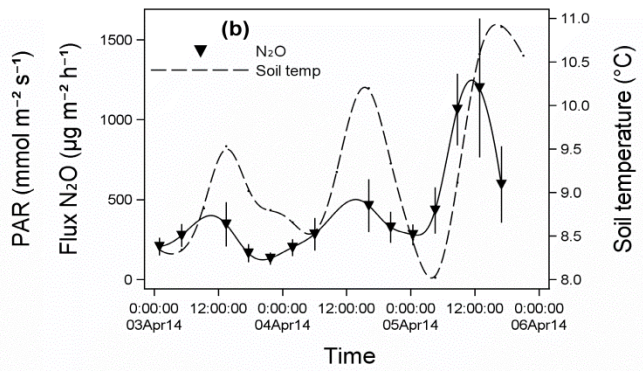 (b)
N₂O
Soil temp
PAR (mmol m⁻² s⁻¹)
Flux N₂O (µg m⁻² h⁻¹)
1500
1000
500
0
11.0
10.5
10.0
9.5
9.0
8.5
8.0
Soil temperature (°C)
0:00:00 12:00:00 0:00:00 12:00:00 0:00:00 12:00:00 0:00:00
03Apr14 04Apr14 05Apr14 06Apr14
Time